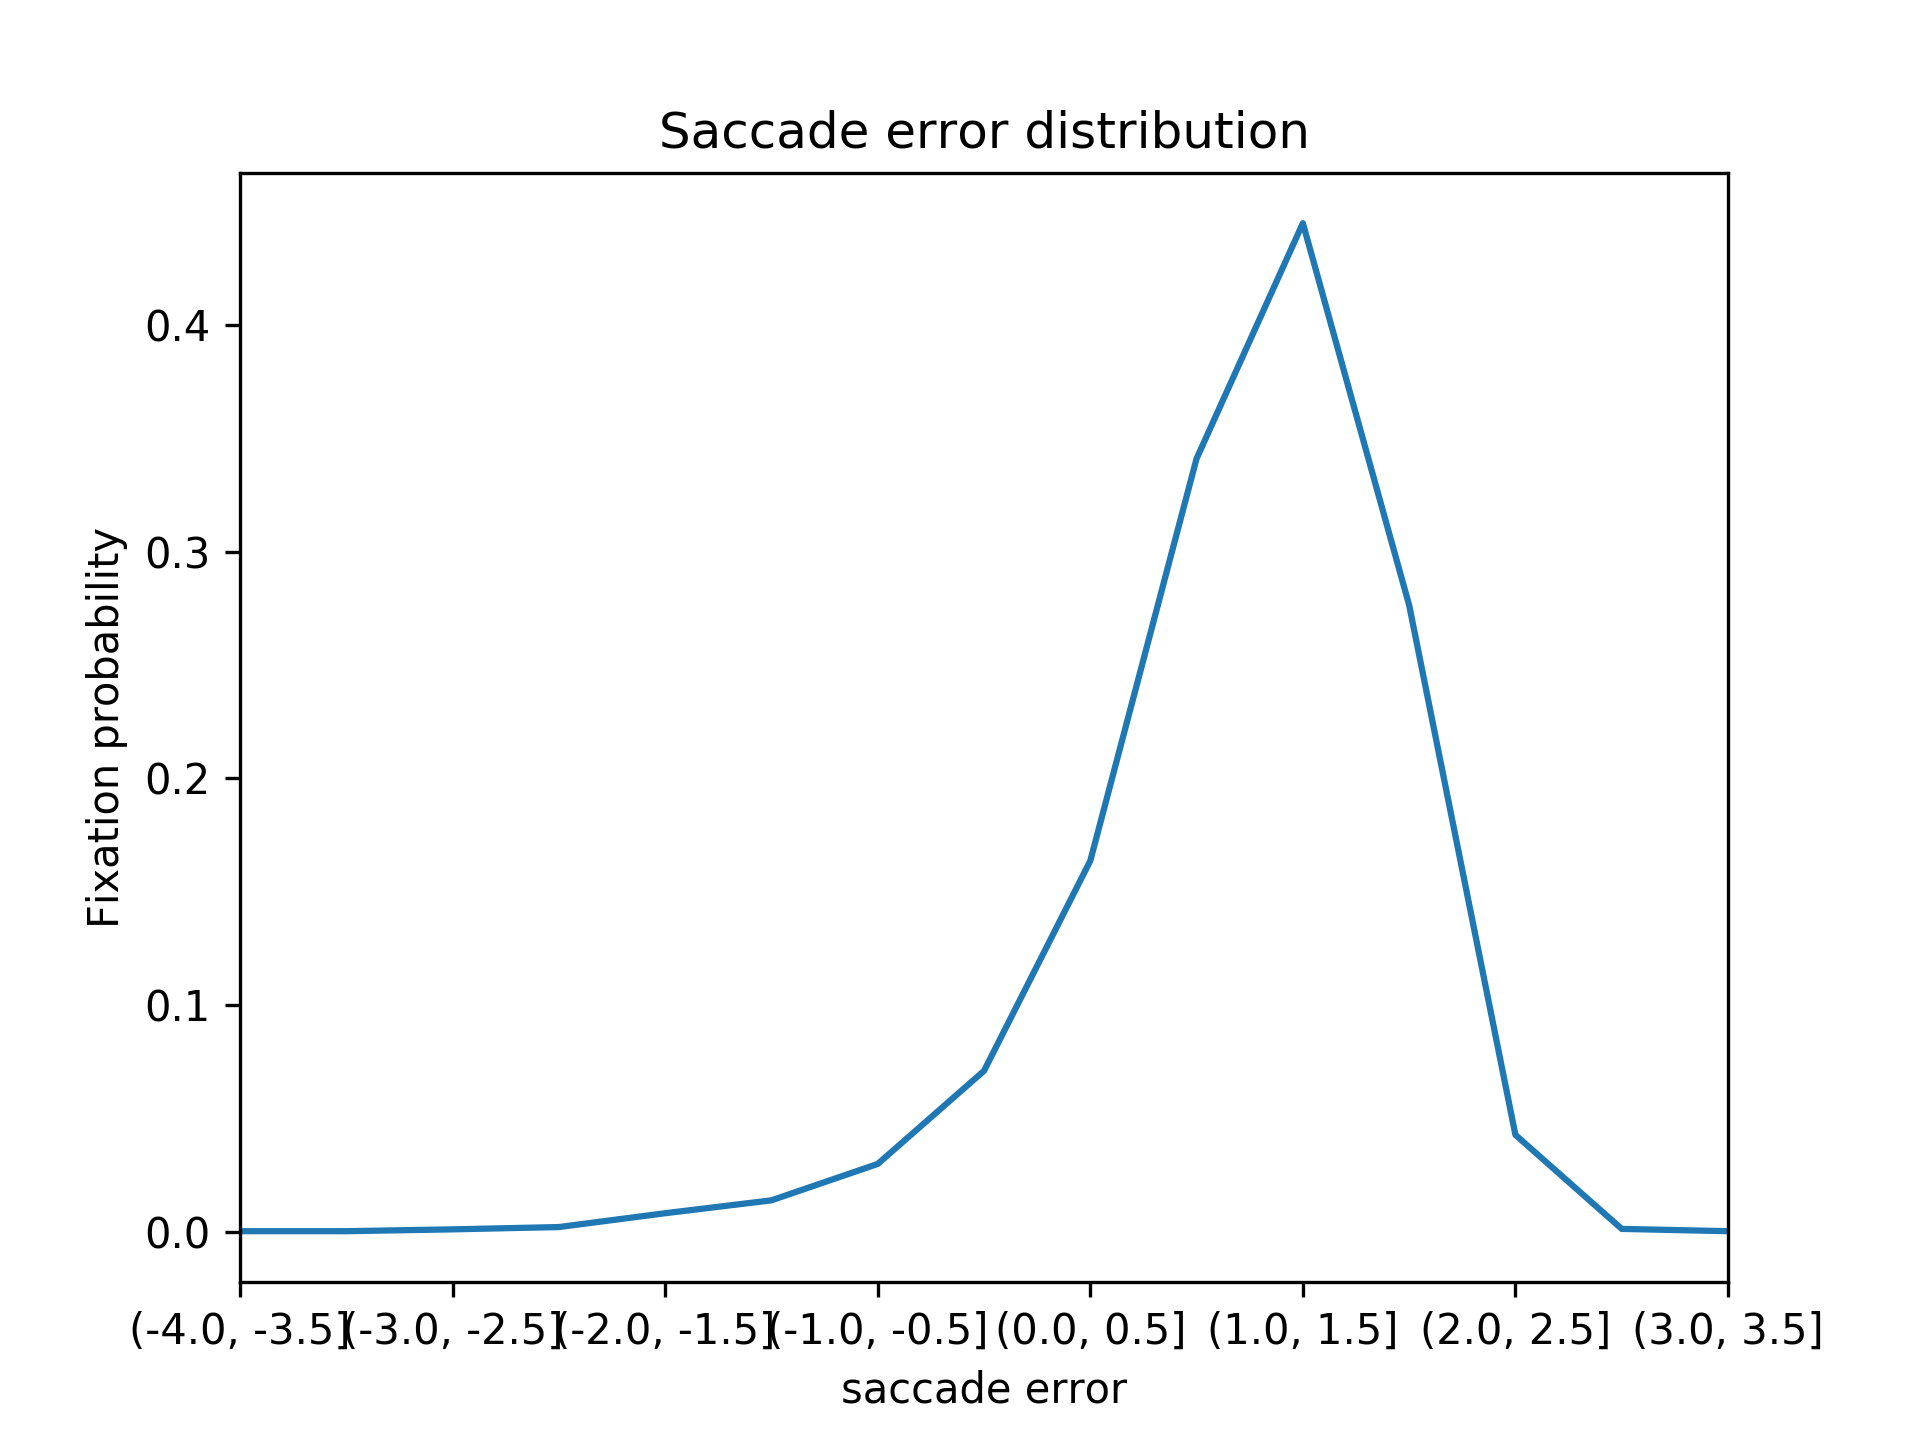 Saccade error distribution
Fixation probability
0.4
0.3
0.2
0.1
0.0
(-4.0, -3.5] (-3.0, -2.5] (-2.0, -1.5] (-1.0, -0.5] (0.0, 0.5] (1.0, 1.5] (2.0, 2.5] (3.0, 3.5]
saccade error